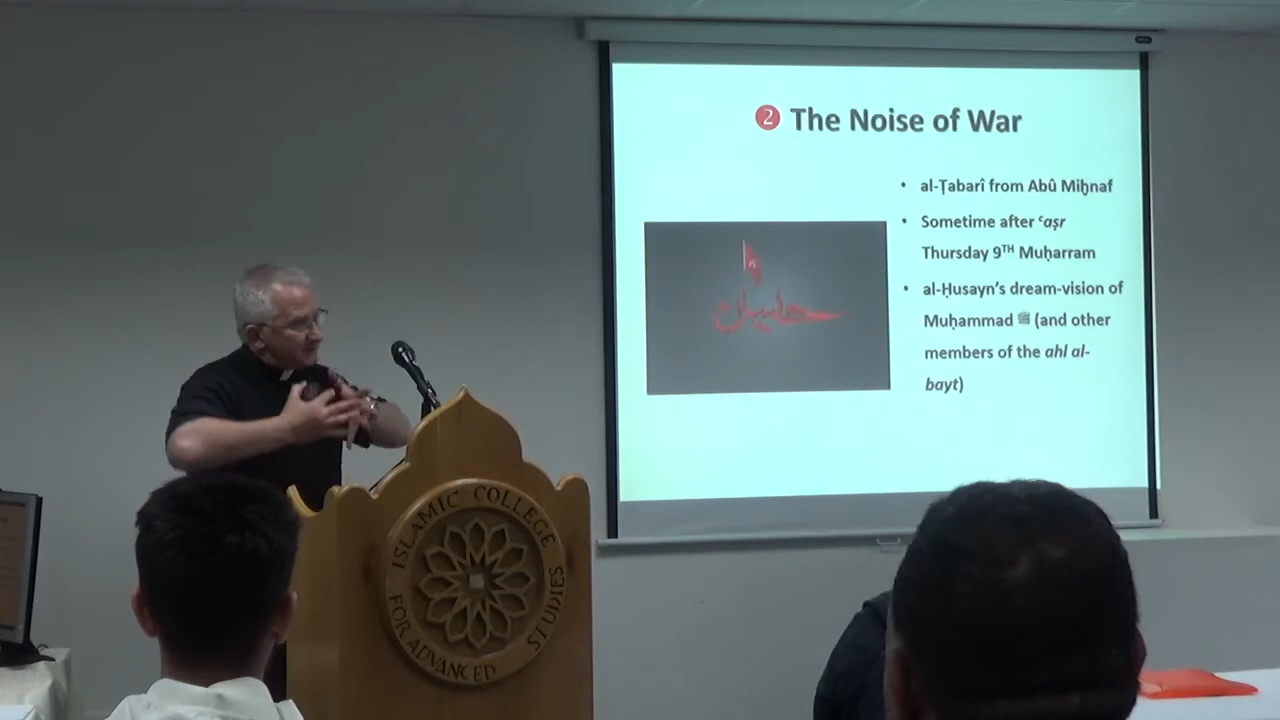 2 The Noise of War
• al-Ṭabarî from Abû Miḫnaf
• Sometime after ʿaṣr
Thursday 9TH Muḥarram
• al-Ḥusayn’s dream-vision of
Muḥammad ﷺ (and other
members of the ahl al-
bayt)
حسین
ISLAMIC COLLEGE
FOR ADVANCED
STUDIES